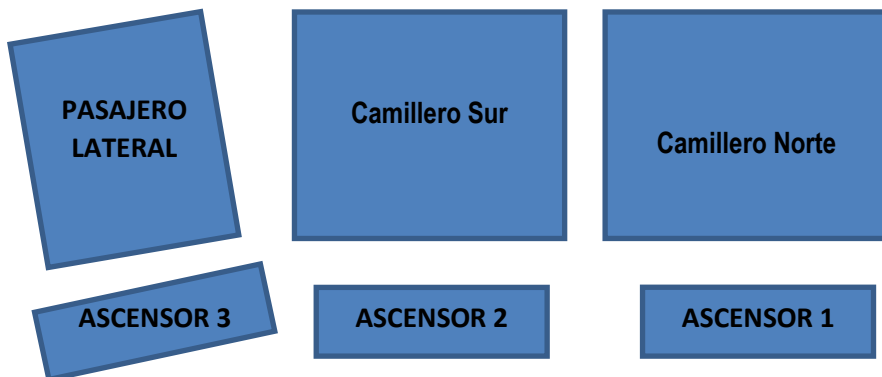 PASAJERO
LATERAL
Camillero Sur
Camillero Norte
ASCENSOR 3
ASCENSOR 2
ASCENSOR 1